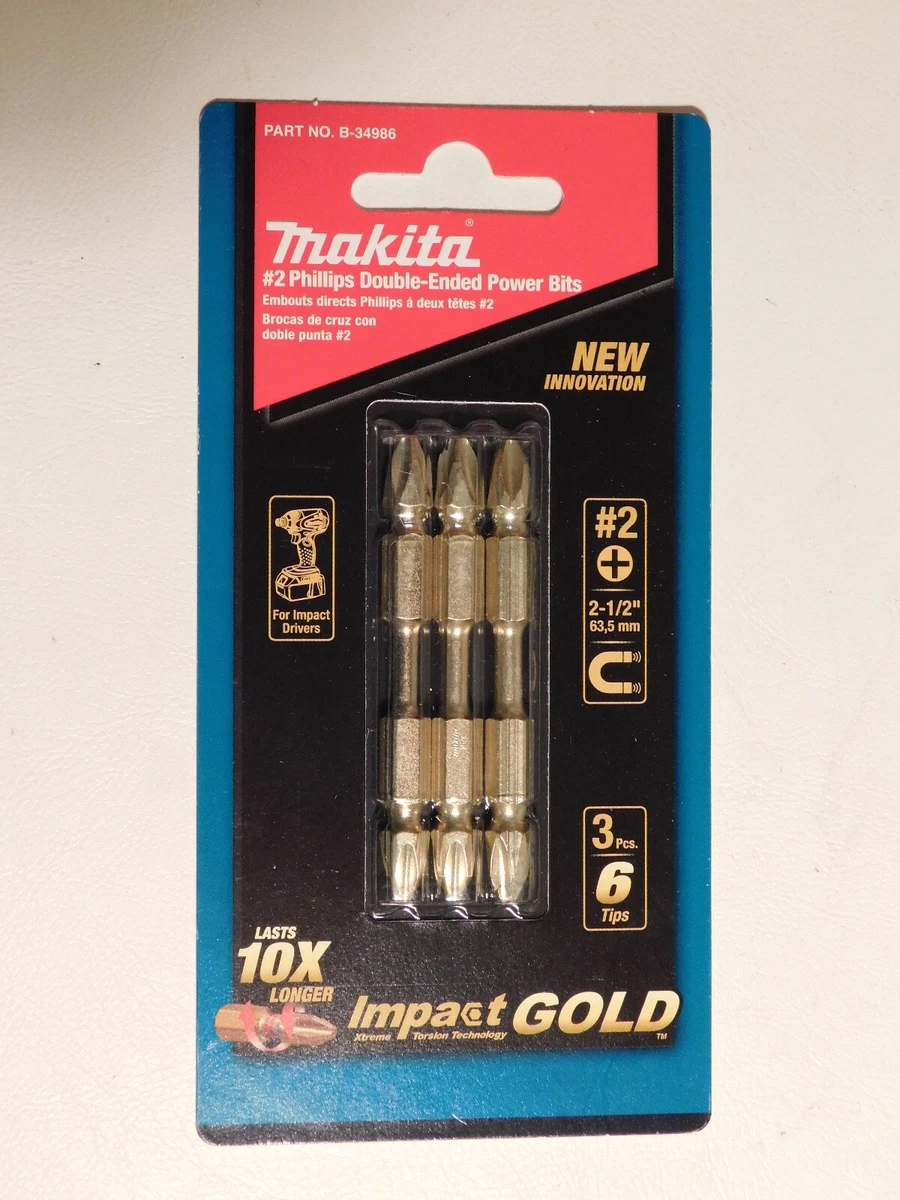 PART NO. B-34986
makita®
#2 Phillips Double-Ended Power Bits
Embouts directs Phillips á deux têtes #2
Brocas de cruz con
doble punta #2
NEW
INNOVATION
For Impact
Drivers
#2
2-1/2"
63,5 mm
3 Pcs.
6
Tips
LASTS
10X
LONGER
Impact GOLD™
Xtreme Torsion Technology